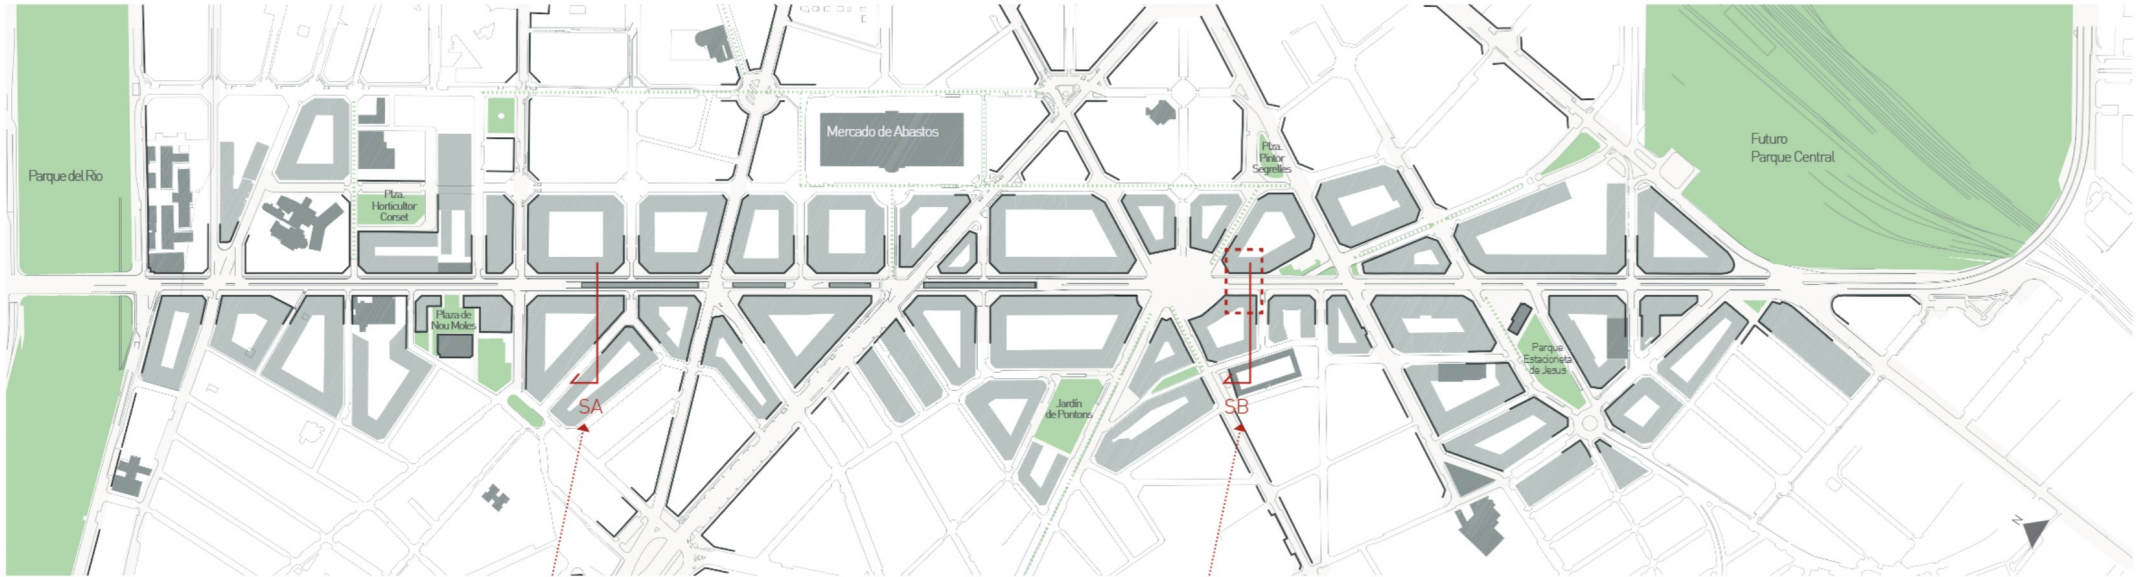 Parque del Rio
Plza.
Horticultor
Corset
Plaza de
Nou Moles
Mercado de Abastos
Plza.
Pintor
Segrelles
Futuro
Parque Central
Jardín
de Pontons
Parque
Estacioneta
de Jesus
SA
SB
N